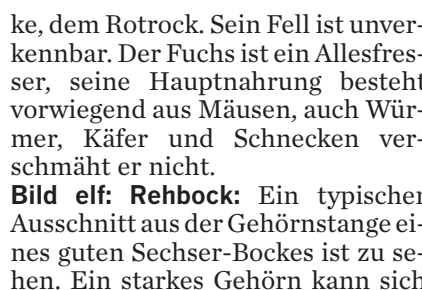 ke, dem Rotrock. Sein Fell ist unver-
kennbar. Der Fuchs ist ein Allesfres-
ser, seine Hauptnahrung besteht
vorwiegend aus Mäusen, auch Wür-
mer, Käfer und Schnecken ver-
schmäht er nicht.
Bild elf: Rehbock: Ein typischer
Ausschnitt aus der Gehörnstange ei-
nes guten Sechser-Bockes ist zu se-
hen. Ein starkes Gehörn kann sich